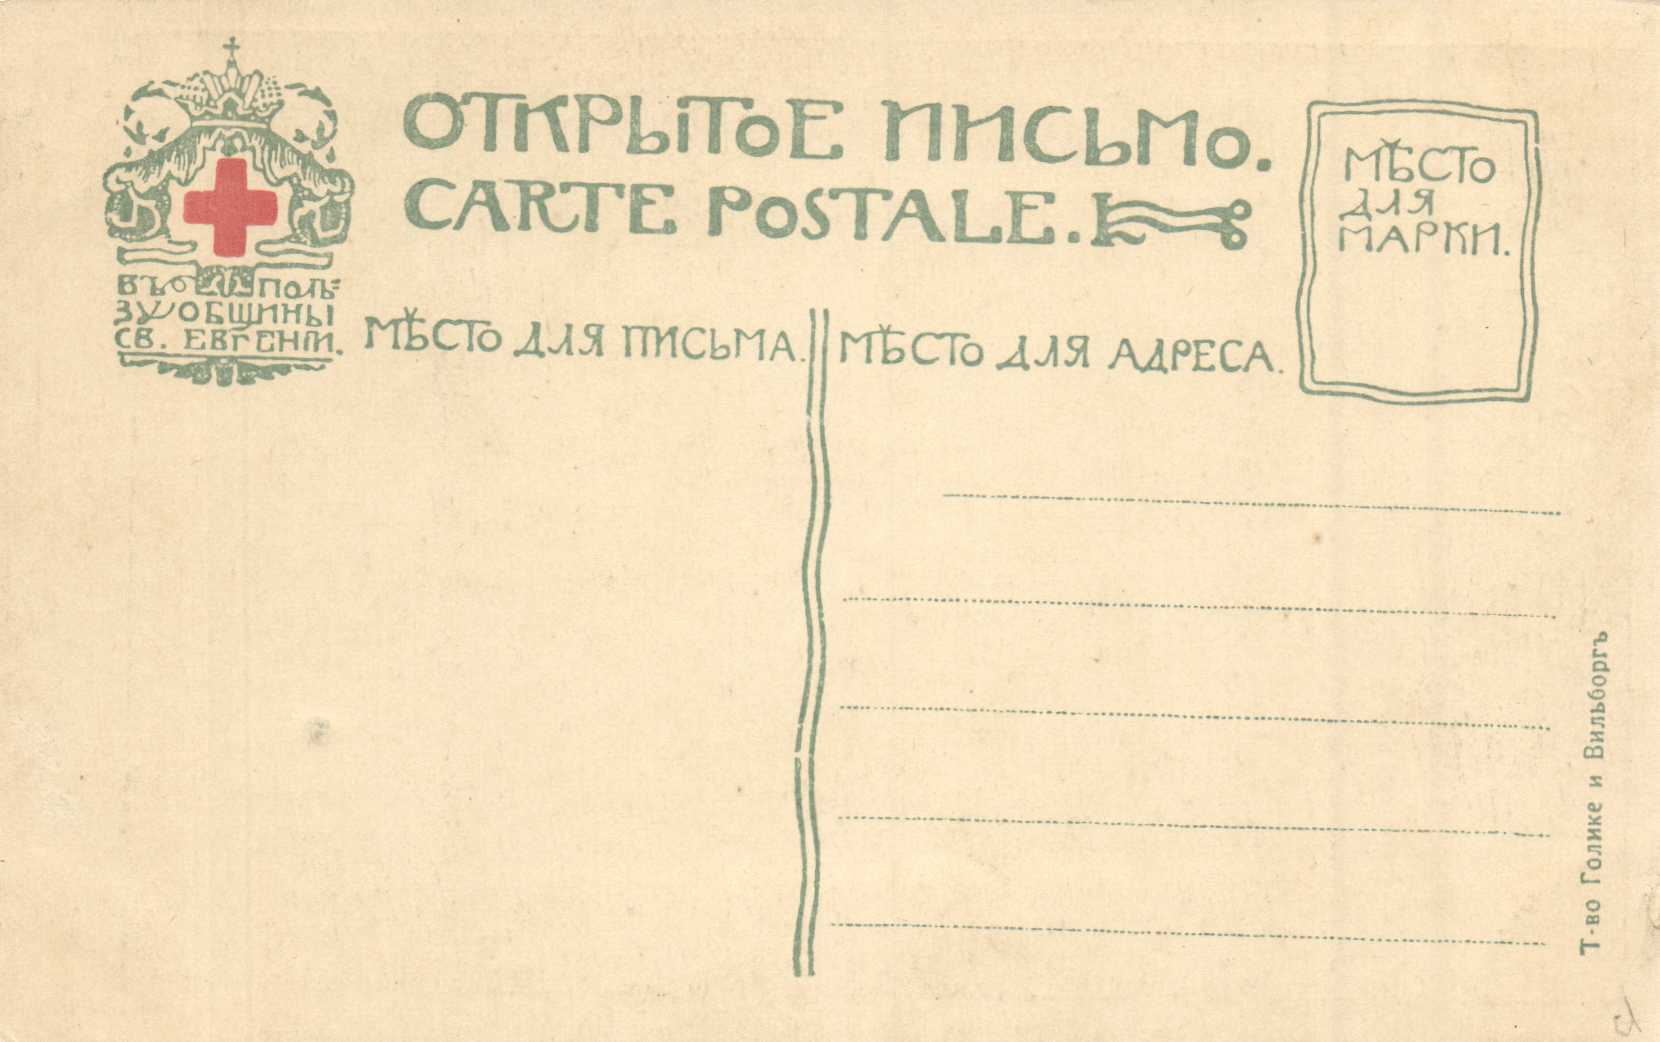 ОТКРЫТОЕ ПИСЬМО.
CARTE POSTALE.
МѢСТО
ДЛЯ
МАРКИ.
ВЪ ПОЛЬ=
ЗУ ОБЩИНЫ
СВ. ЕВГЕНІИ.
МѢСТО ДЛЯ ПИСЬМА.
МѢСТО ДЛЯ АДРЕСА.
Т-во Голике и Вильборгъ